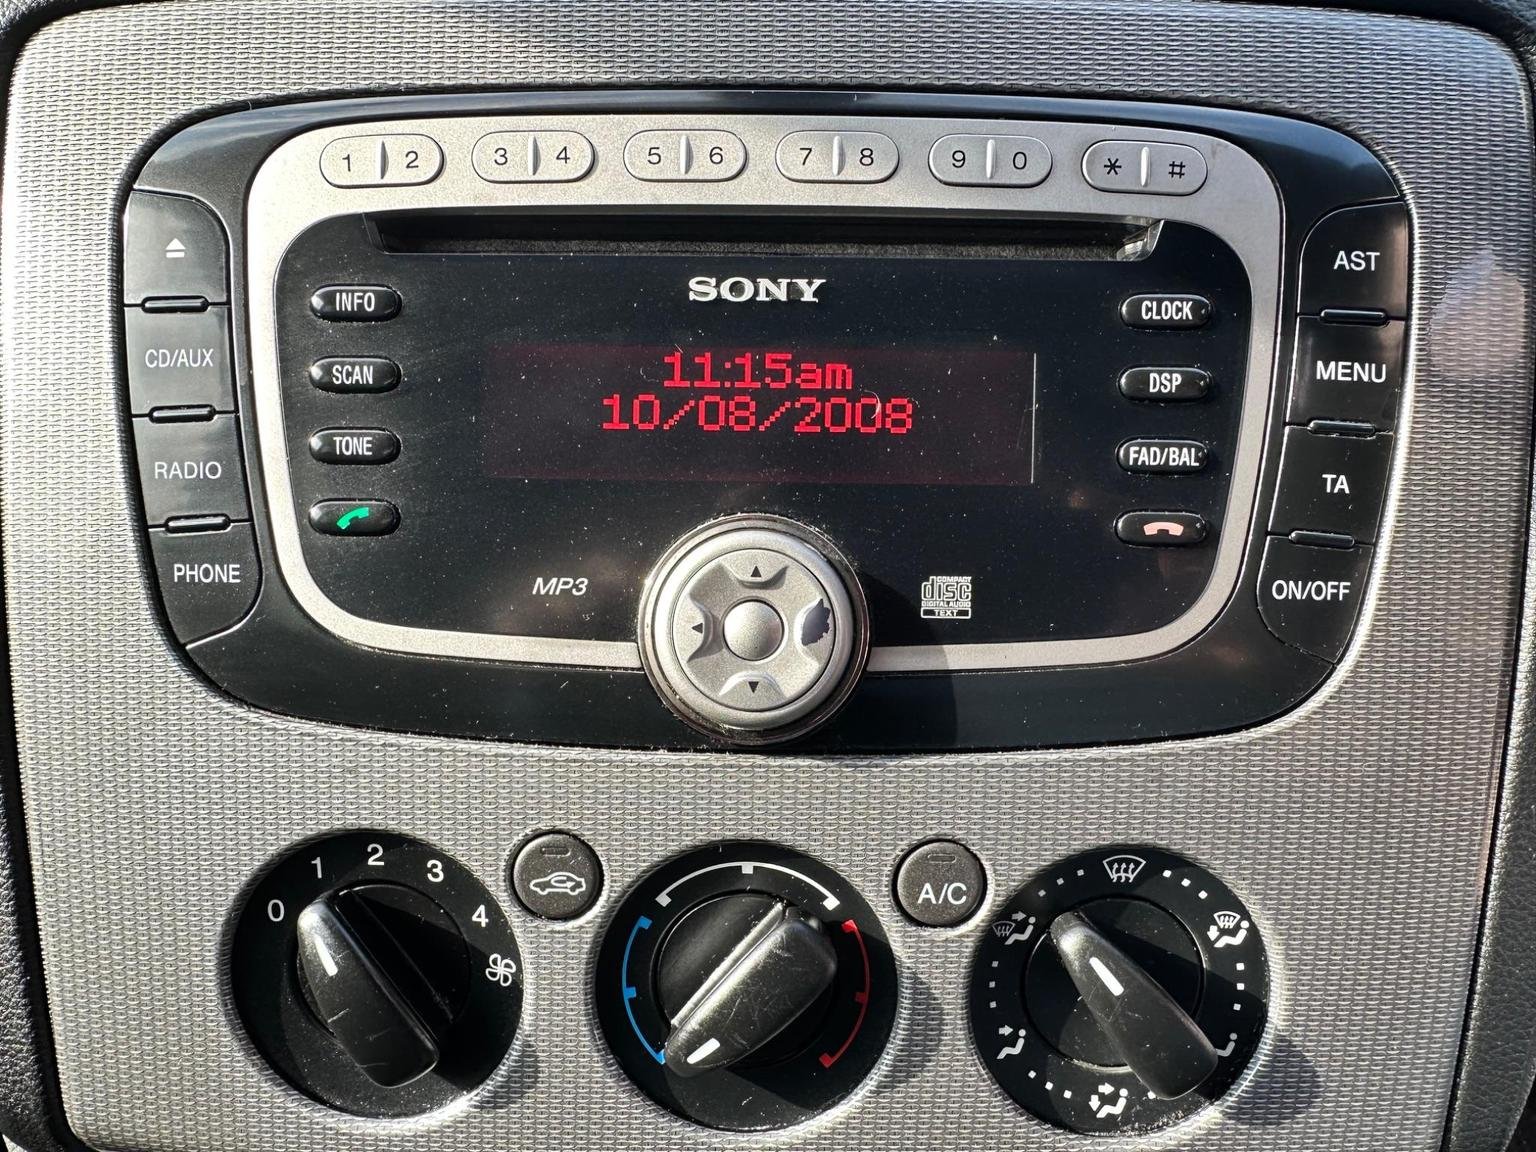 1 2 3 4 5 6 7 8 9 0 * #
SONY
INFO
CLOCK
AST
CD/AUX
SCAN
11:15am
DSP
MENU
10/08/2008
RADIO
TONE
FAD/BAL
TA
PHONE
MP3
COMPACT
disc
DIGITAL AUDIO
TEXT
ON/OFF
0 1 2 3 4
A/C